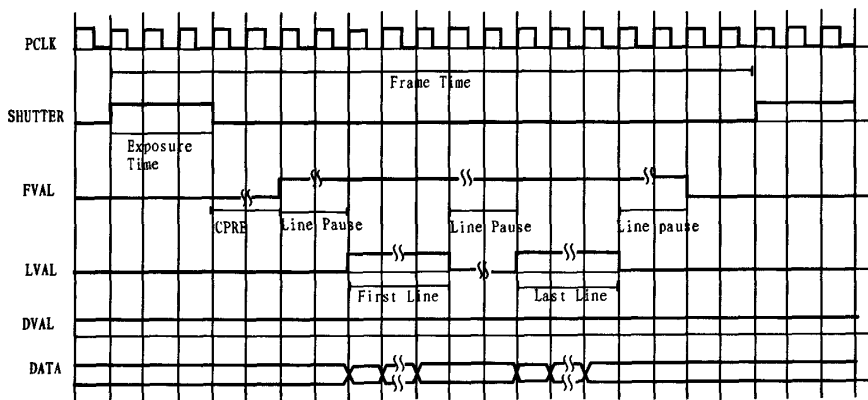 PCLK
Frame Time
SHUTTER
Exposure
Time
FVAL
CPRE Line Pause Line Pause Line pause
LVAL
First Line Last Line
DVAL
DATA